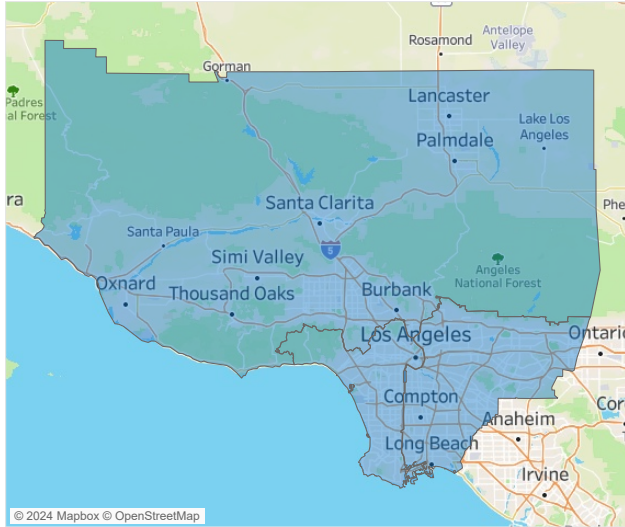 Rosamond
Antelope
Valley
Gorman
Padres
al Forest
Lancaster
Lake Los
Angeles
Palmdale
ra
Santa Clarita
Phe
Santa Paula
5
Simi Valley
Angeles
National Forest
Oxnard
Thousand Oaks
Burbank
Los Angeles
Ontario
Compton
Cor
Anaheim
Long Beach
Irvine
© 2024 Mapbox © OpenStreetMap